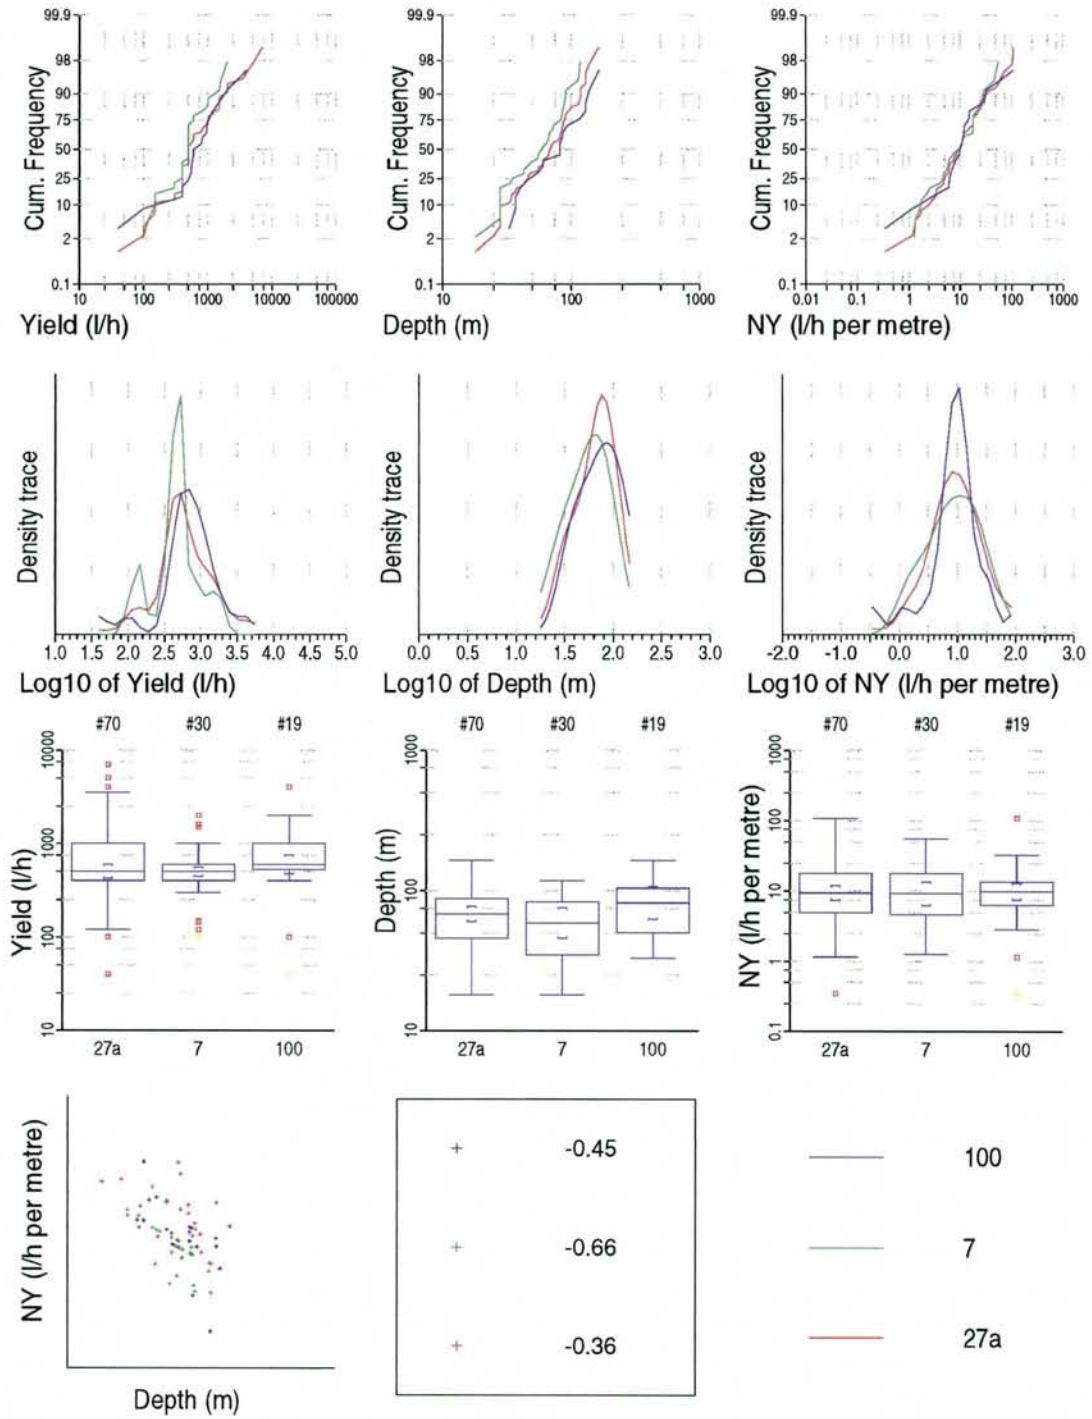 99.9
98
90
75
50
25
10
2
0.1
Cum. Frequency
10 100 1000 10000 100000
Yield (l/h)
99.9
98
90
75
50
25
10
2
0.1
Cum. Frequency
10 100 1000
Depth (m)
99.9
98
90
75
50
25
10
2
0.1
Cum. Frequency
0.01 0.1 1 10 100 1000
NY (l/h per metre)
Density trace
1.0 1.5 2.0 2.5 3.0 3.5 4.0 4.5 5.0
Log10 of Yield (l/h)
Density trace
0.0 0.5 1.0 1.5 2.0 2.5 3.0
Log10 of Depth (m)
Density trace
-2.0 -1.0 0.0 1.0 2.0 3.0
Log10 of NY (l/h per metre)
#70 #30 #19
10000
1000
100
10
Yield (l/h)
27a 7 100
#70 #30 #19
1000
100
10
Depth (m)
27a 7 100
#70 #30 #19
1000
100
10
1
0.1
NY (l/h per metre)
27a 7 100
NY (l/h per metre)
Depth (m)
-0.45
-0.66
-0.36
100
7
27a